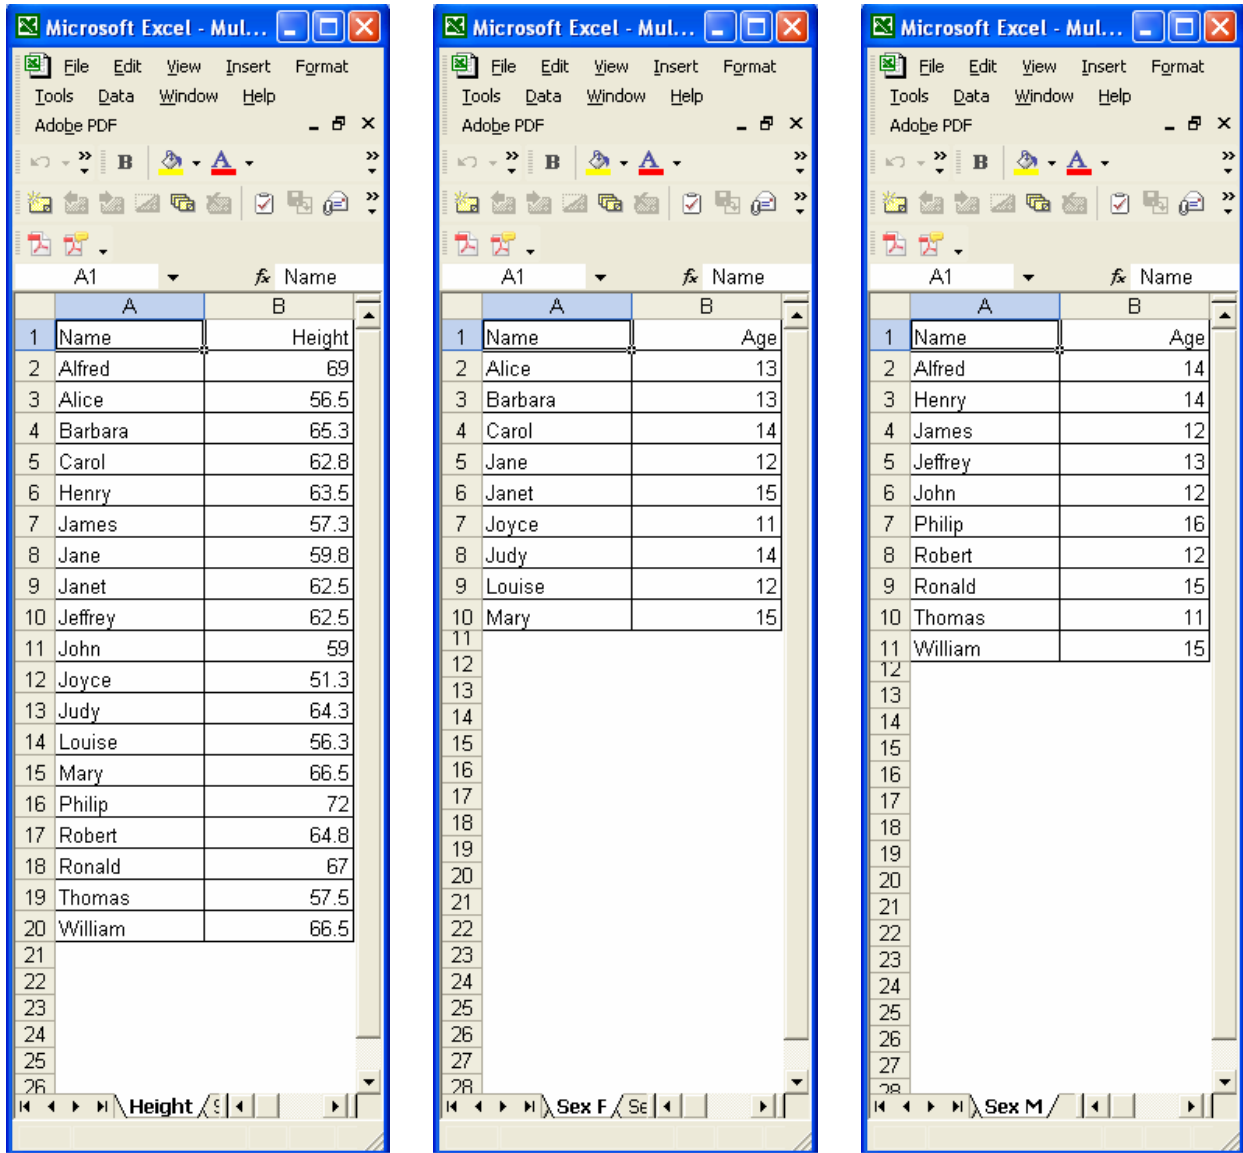 Microsoft Excel - Mul...
File Edit View Insert Format
Tools Data Window Help
Adobe PDF
B A
A1 fx Name
A B
1 Name Height
2 Alfred 69
3 Alice 56.5
4 Barbara 65.3
5 Carol 62.8
6 Henry 63.5
7 James 57.3
8 Jane 59.8
9 Janet 62.5
10 Jeffrey 62.5
11 John 59
12 Joyce 51.3
13 Judy 64.3
14 Louise 56.3
15 Mary 66.5
16 Philip 72
17 Robert 64.8
18 Ronald 67
19 Thomas 57.5
20 William 66.5
21
22
23
24
25
26
Height
Microsoft Excel - Mul...
File Edit View Insert Format
Tools Data Window Help
Adobe PDF
B A
A1 fx Name
A B
1 Name Age
2 Alice 13
3 Barbara 13
4 Carol 14
5 Jane 12
6 Janet 15
7 Joyce 11
8 Judy 14
9 Louise 12
10 Mary 15
11
12
13
14
15
16
17
18
19
20
21
22
23
24
25
26
27
28
Sex F Se
Microsoft Excel - Mul...
File Edit View Insert Format
Tools Data Window Help
Adobe PDF
B A
A1 fx Name
A B
1 Name Age
2 Alfred 14
3 Henry 14
4 James 12
5 Jeffrey 13
6 John 12
7 Philip 16
8 Robert 12
9 Ronald 15
10 Thomas 11
11 William 15
12
13
14
15
16
17
18
19
20
21
22
23
24
25
26
27
28
Sex M